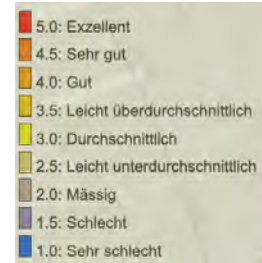 5.0: Exzellent
4.5: Sehr gut
4.0: Gut
3.5: Leicht überdurchschnittlich
3.0: Durchschnittlich
2.5: Leicht unterdurchschnittlich
2.0: Mässig
1.5: Schlecht
1.0: Sehr schlecht